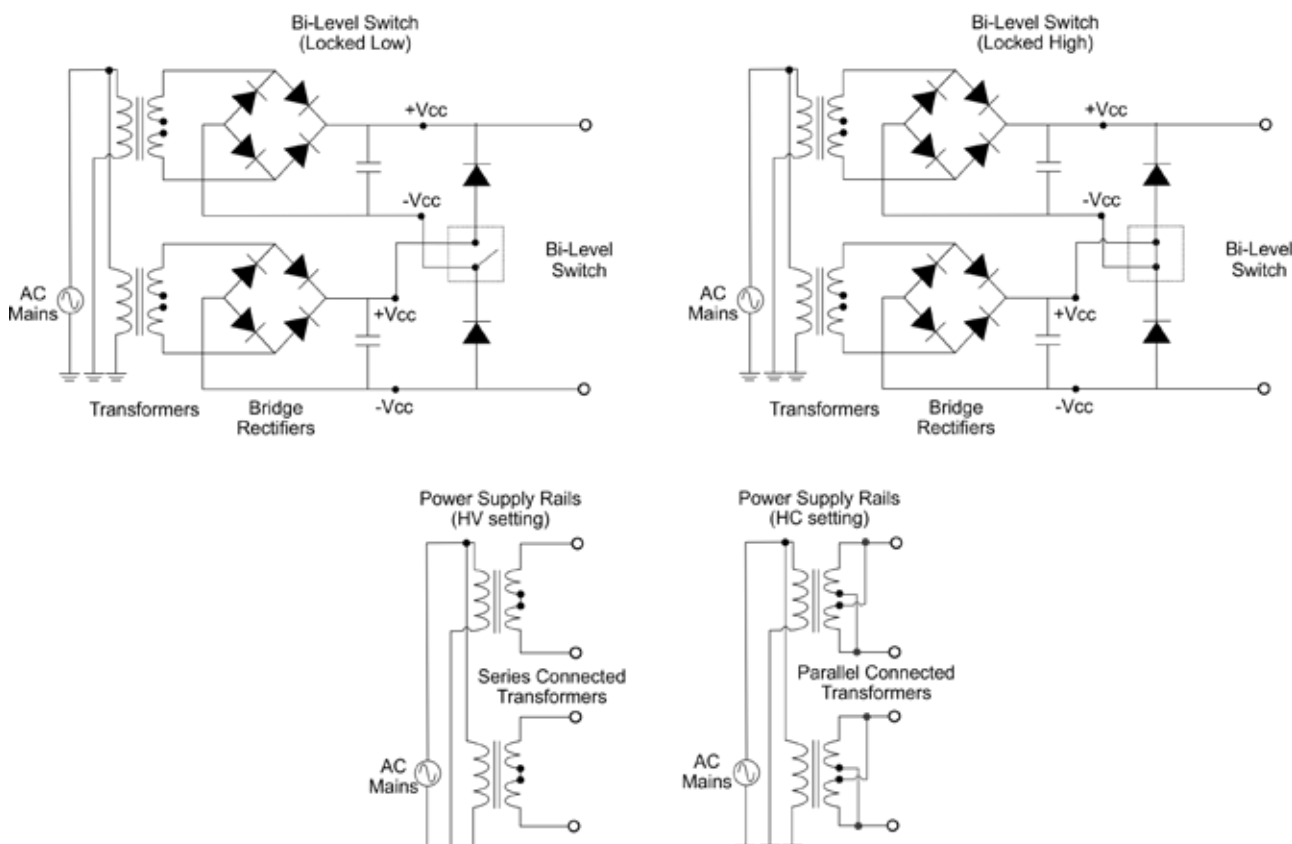 Bi-Level Switch
(Locked Low)
+Vcc
-Vcc
Bi-Level
Switch
AC
Mains
+Vcc
-Vcc
Transformers
Bridge
Rectifiers
Bi-Level Switch
(Locked High)
+Vcc
-Vcc
Bi-Level
Switch
AC
Mains
+Vcc
-Vcc
Transformers
Bridge
Rectifiers
Power Supply Rails
(HV setting)
Series Connected
Transformers
AC
Mains
Power Supply Rails
(HC setting)
Parallel Connected
Transformers
AC
Mains